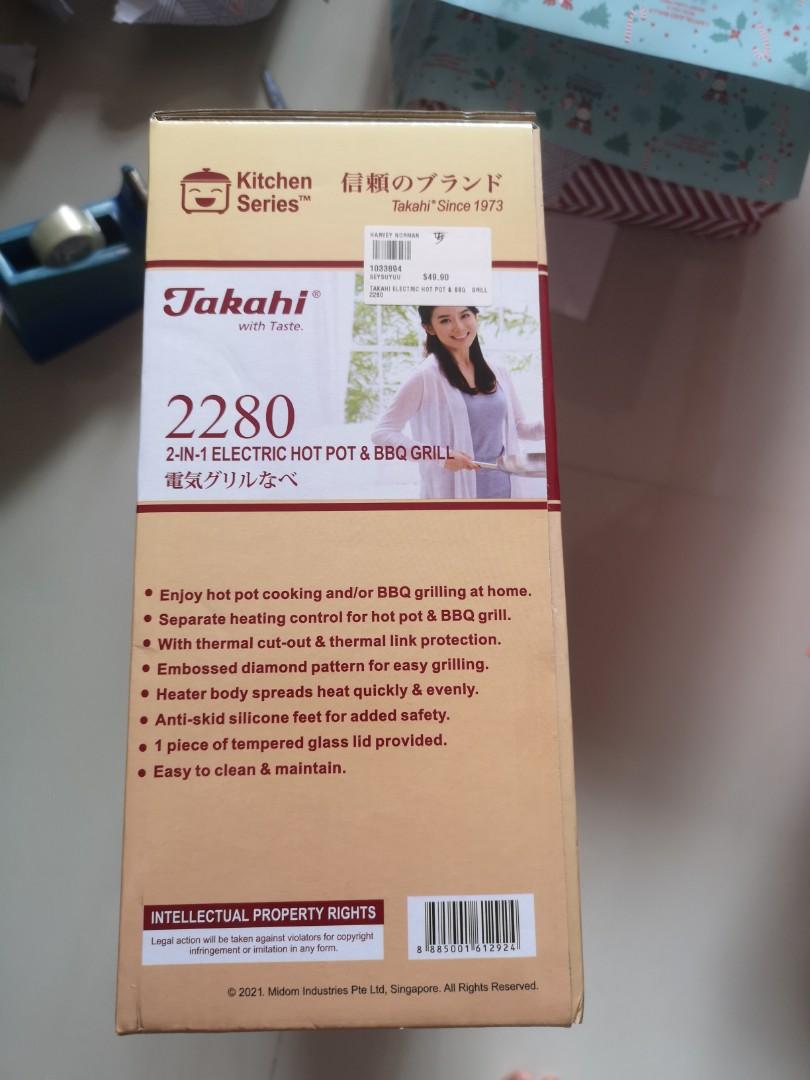 Kitchen
Series™
信頼のブランド
Takahi® Since 1973
HARVEY NORMAN
1033894
$49.90
TAKAHI ELECTRIC HOT POT & BBQ GRILL
2280
Takahi®
with Taste.
2280
2-IN-1 ELECTRIC HOT POT & BBQ GRILL
電気グリルなべ
• Enjoy hot pot cooking and/or BBQ grilling at home.
• Separate heating control for hot pot & BBQ grill.
• With thermal cut-out & thermal link protection.
• Embossed diamond pattern for easy grilling.
• Heater body spreads heat quickly & evenly.
• Anti-skid silicone feet for added safety.
• 1 piece of tempered glass lid provided.
• Easy to clean & maintain.
INTELLECTUAL PROPERTY RIGHTS
Legal action will be taken against violators for copyright
infringement or imitation in any form.
8 885001 612924
© 2021. Midom Industries Pte Ltd, Singapore. All Rights Reserved.